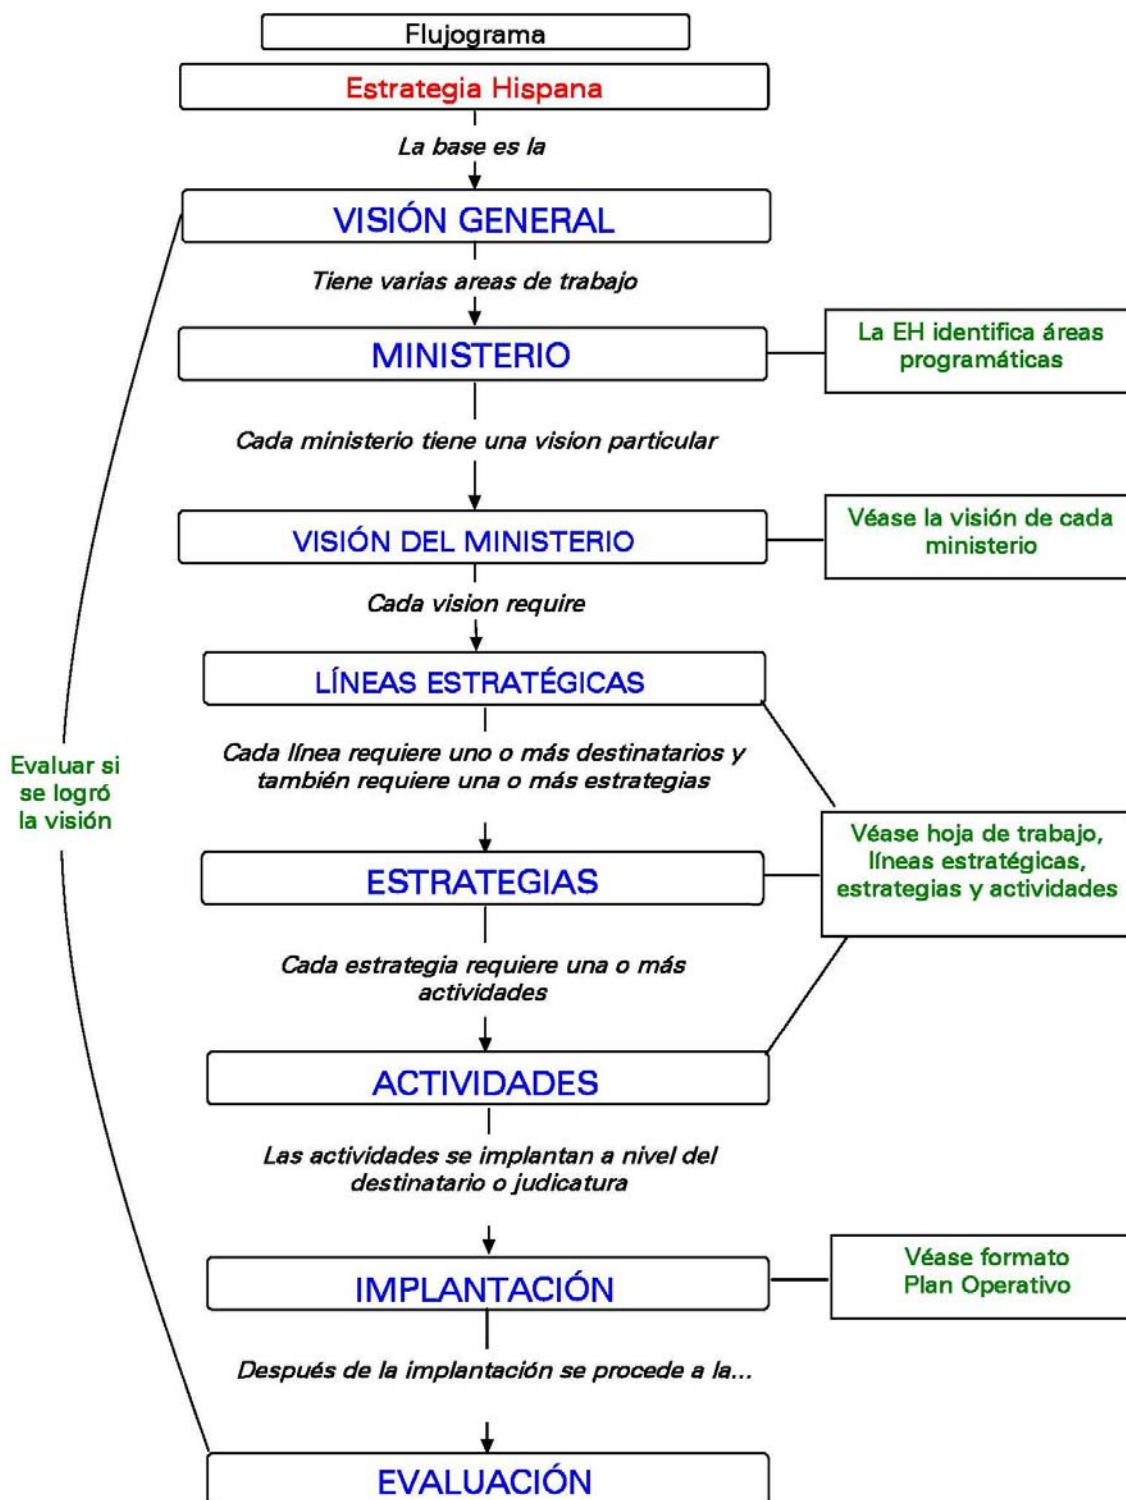 Flujograma
Estrategia Hispana
La base es la
VISIÓN GENERAL
Tiene varias areas de trabajo
MINISTERIO
La EH identifica áreas
programáticas
Cada ministerio tiene una vision particular
VISIÓN DEL MINISTERIO
Véase la visión de cada
ministerio
Cada vision require
LÍNEAS ESTRATÉGICAS
Cada línea requiere uno o más destinatarios y
también requiere una o más estrategias
Evaluar si
se logró
la visión
ESTRATEGIAS
Véase hoja de trabajo,
líneas estratégicas,
estrategias y actividades
Cada estrategia requiere una o más
actividades
ACTIVIDADES
Las actividades se implantan a nivel del
destinatario o judicatura
IMPLANTACIÓN
Véase formato
Plan Operativo
Después de la implantación se procede a la...
EVALUACIÓN